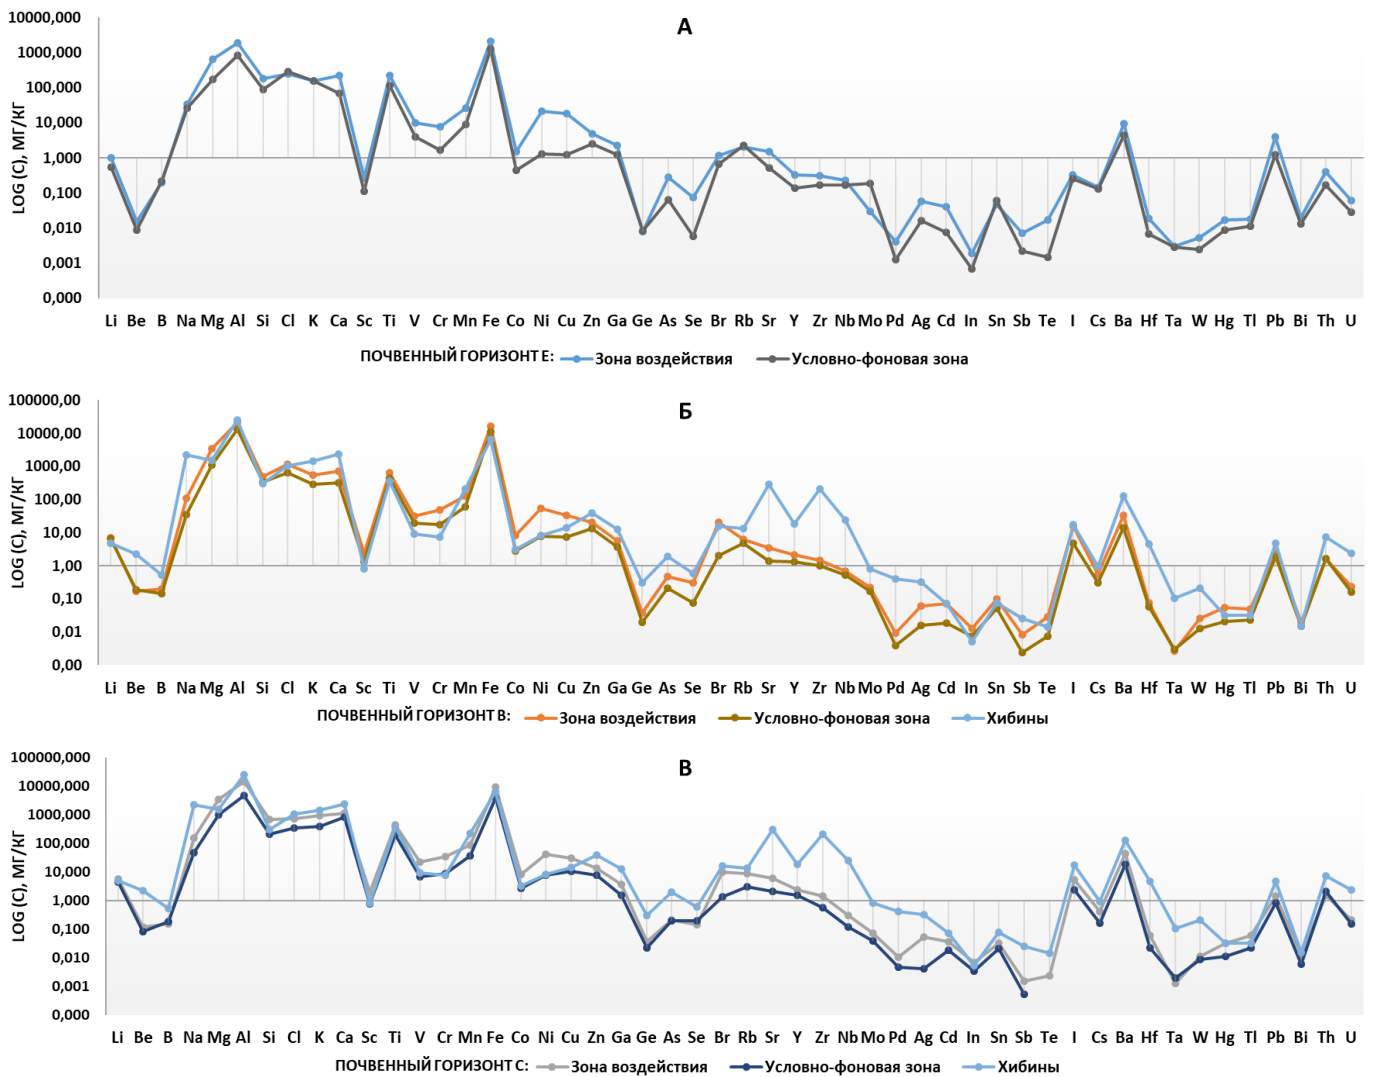 А
10000,000
1000,000
100,000
10,000
1,000
0,100
0,010
0,001
0,000
LOG (C), МГ/КГ
Li Be B Na Mg Al Si Cl K Ca Sc Ti V Cr Mn Fe Co Ni Cu Zn Ga Ge As Se Br Rb Sr Y Zr Nb Mo Pd Ag Cd In Sn Sb Te I Cs Ba Hf Ta W Hg Tl Pb Bi Th U
ПОЧВЕННЫЙ ГОРИЗОНТ E: Зона воздействия Условно-фоновая зона
Б
100000,00
10000,00
1000,00
100,00
10,00
1,00
0,10
0,01
0,00
LOG (C), МГ/КГ
Li Be B Na Mg Al Si Cl K Ca Sc Ti V Cr Mn Fe Co Ni Cu Zn Ga Ge As Se Br Rb Sr Y Zr Nb Mo Pd Ag Cd In Sn Sb Te I Cs Ba Hf Ta W Hg Tl Pb Bi Th U
ПОЧВЕННЫЙ ГОРИЗОНТ B: Зона воздействия Условно-фоновая зона Хибины
В
100000,000
10000,000
1000,000
100,000
10,000
1,000
0,100
0,010
0,001
0,000
LOG (C), МГ/КГ
Li Be B Na Mg Al Si Cl K Ca Sc Ti V Cr Mn Fe Co Ni Cu Zn Ga Ge As Se Br Rb Sr Y Zr Nb Mo Pd Ag Cd In Sn Sb Te I Cs Ba Hf Ta W Hg Tl Pb Bi Th U
ПОЧВЕННЫЙ ГОРИЗОНТ C: Зона воздействия Условно-фоновая зона Хибины